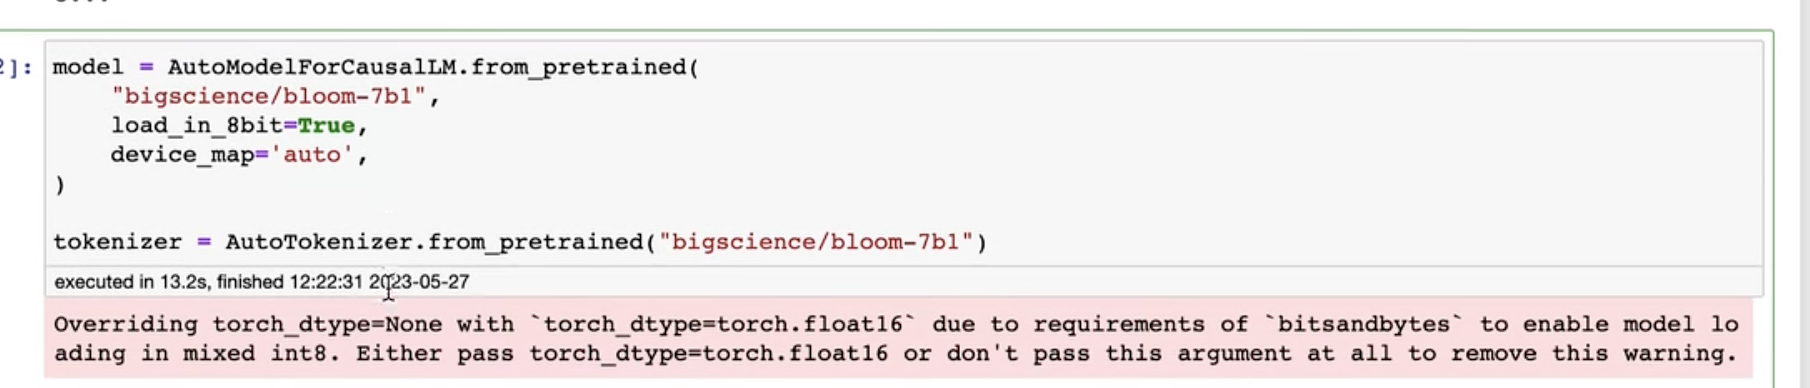 2]:
model = AutoModelForCausalLM.from_pretrained(
    "bigscience/bloom-7b1",
    load_in_8bit=True,
    device_map='auto',
)
tokenizer = AutoTokenizer.from_pretrained("bigscience/bloom-7b1")
executed in 13.2s, finished 12:22:31 2023-05-27
Overriding torch_dtype=None with `torch_dtype=torch.float16` due to requirements of `bitsandbytes` to enable model lo
ading in mixed int8. Either pass torch_dtype=torch.float16 or don't pass this argument at all to remove this warning.